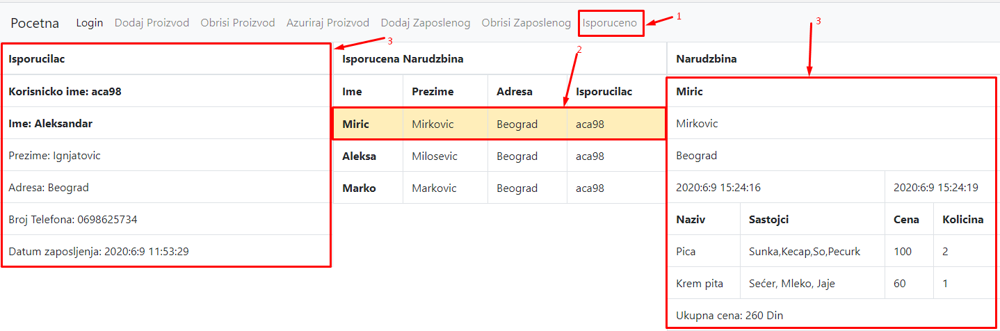 Pocetna Login Dodaj Proizvod Obrisi Proizvod Azuriraj Proizvod Dodaj Zaposlenog Obrisi Zaposlenog Isporuceno 1
3
Isporucilac
Korisnicko ime: aca98
Ime: Aleksandar
Prezime: Ignjatovic
Adresa: Beograd
Broj Telefona: 0698625734
Datum zaposljenja: 2020:6:9 11:53:29
2
Isporucena Narudzbina
Ime Prezime Adresa Isporucilac
Miric Mirkovic Beograd aca98
Aleksa Milosevic Beograd aca98
Marko Markovic Beograd aca98
3
Narudzbina
Miric
Mirkovic
Beograd
2020:6:9 15:24:16 2020:6:9 15:24:19
Naziv Sastojci Cena Kolicina
Pica Sunka,Kecap,So,Pecurk 100 2
Krem pita Sećer, Mleko, Jaje 60 1
Ukupna cena: 260 Din